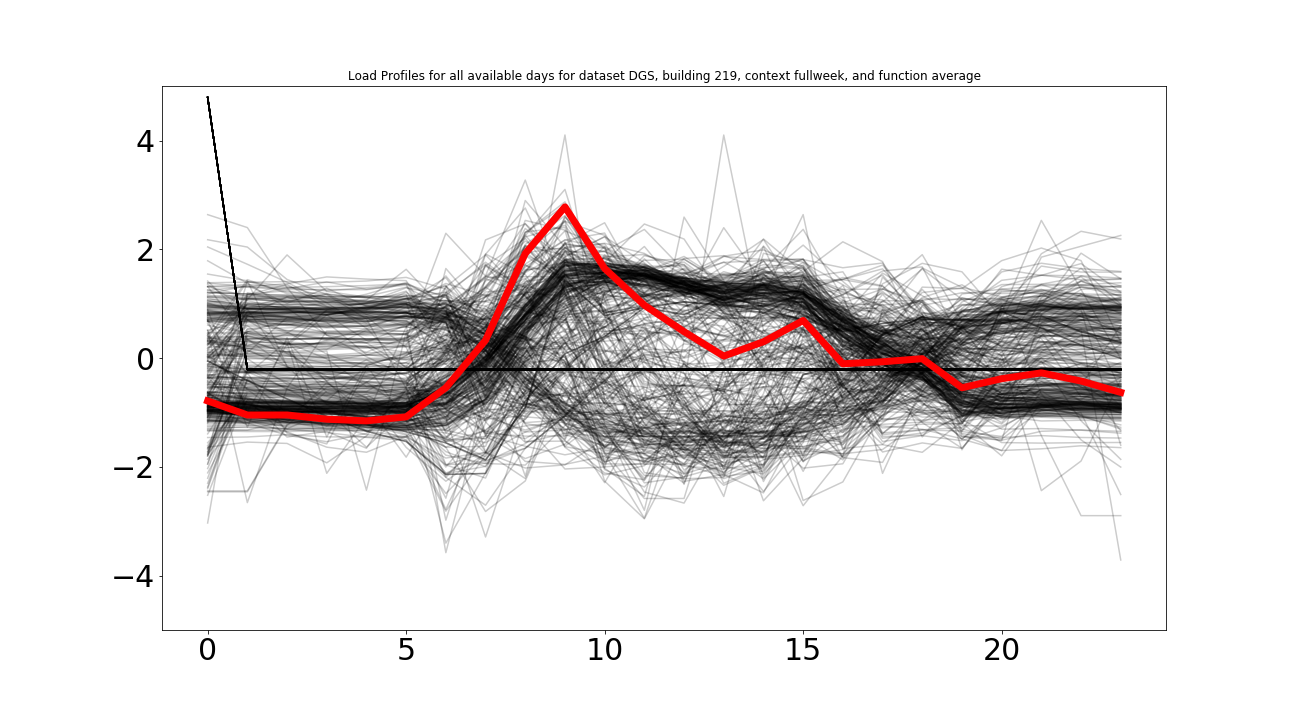 Load Profiles for all available days for dataset DGS, building 219, context fullweek, and function average
4
2
0
−2
−4
0 5 10 15 20